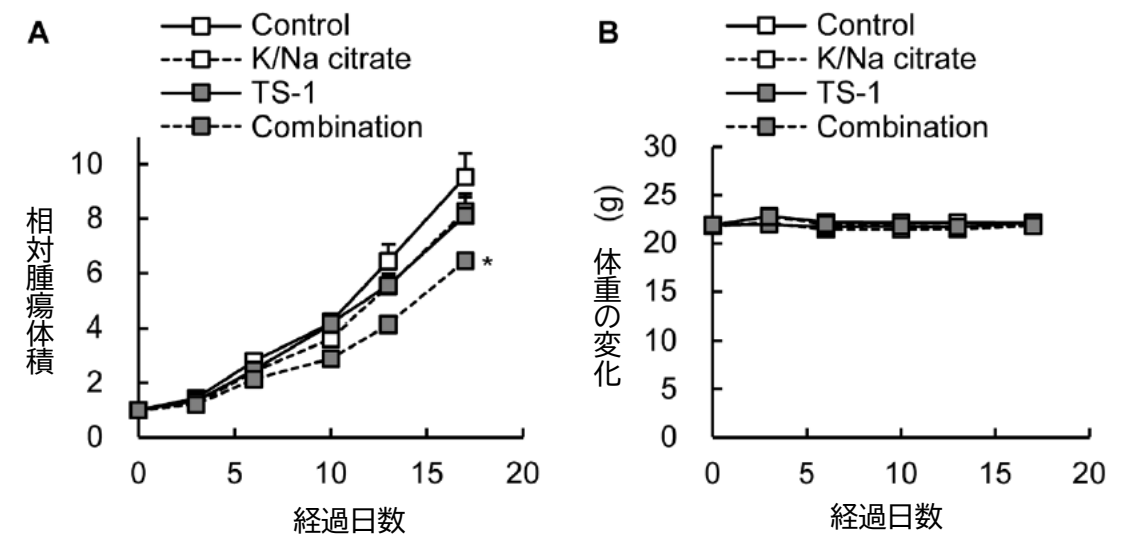 A
Control
K/Na citrate
TS-1
Combination
相対腫瘍体積
10
8
6
4
2
0
0 5 10 15 20
経過日数
*
B
Control
K/Na citrate
TS-1
Combination
体重の変化 (g)
30
25
20
15
10
5
0
0 5 10 15 20
経過日数